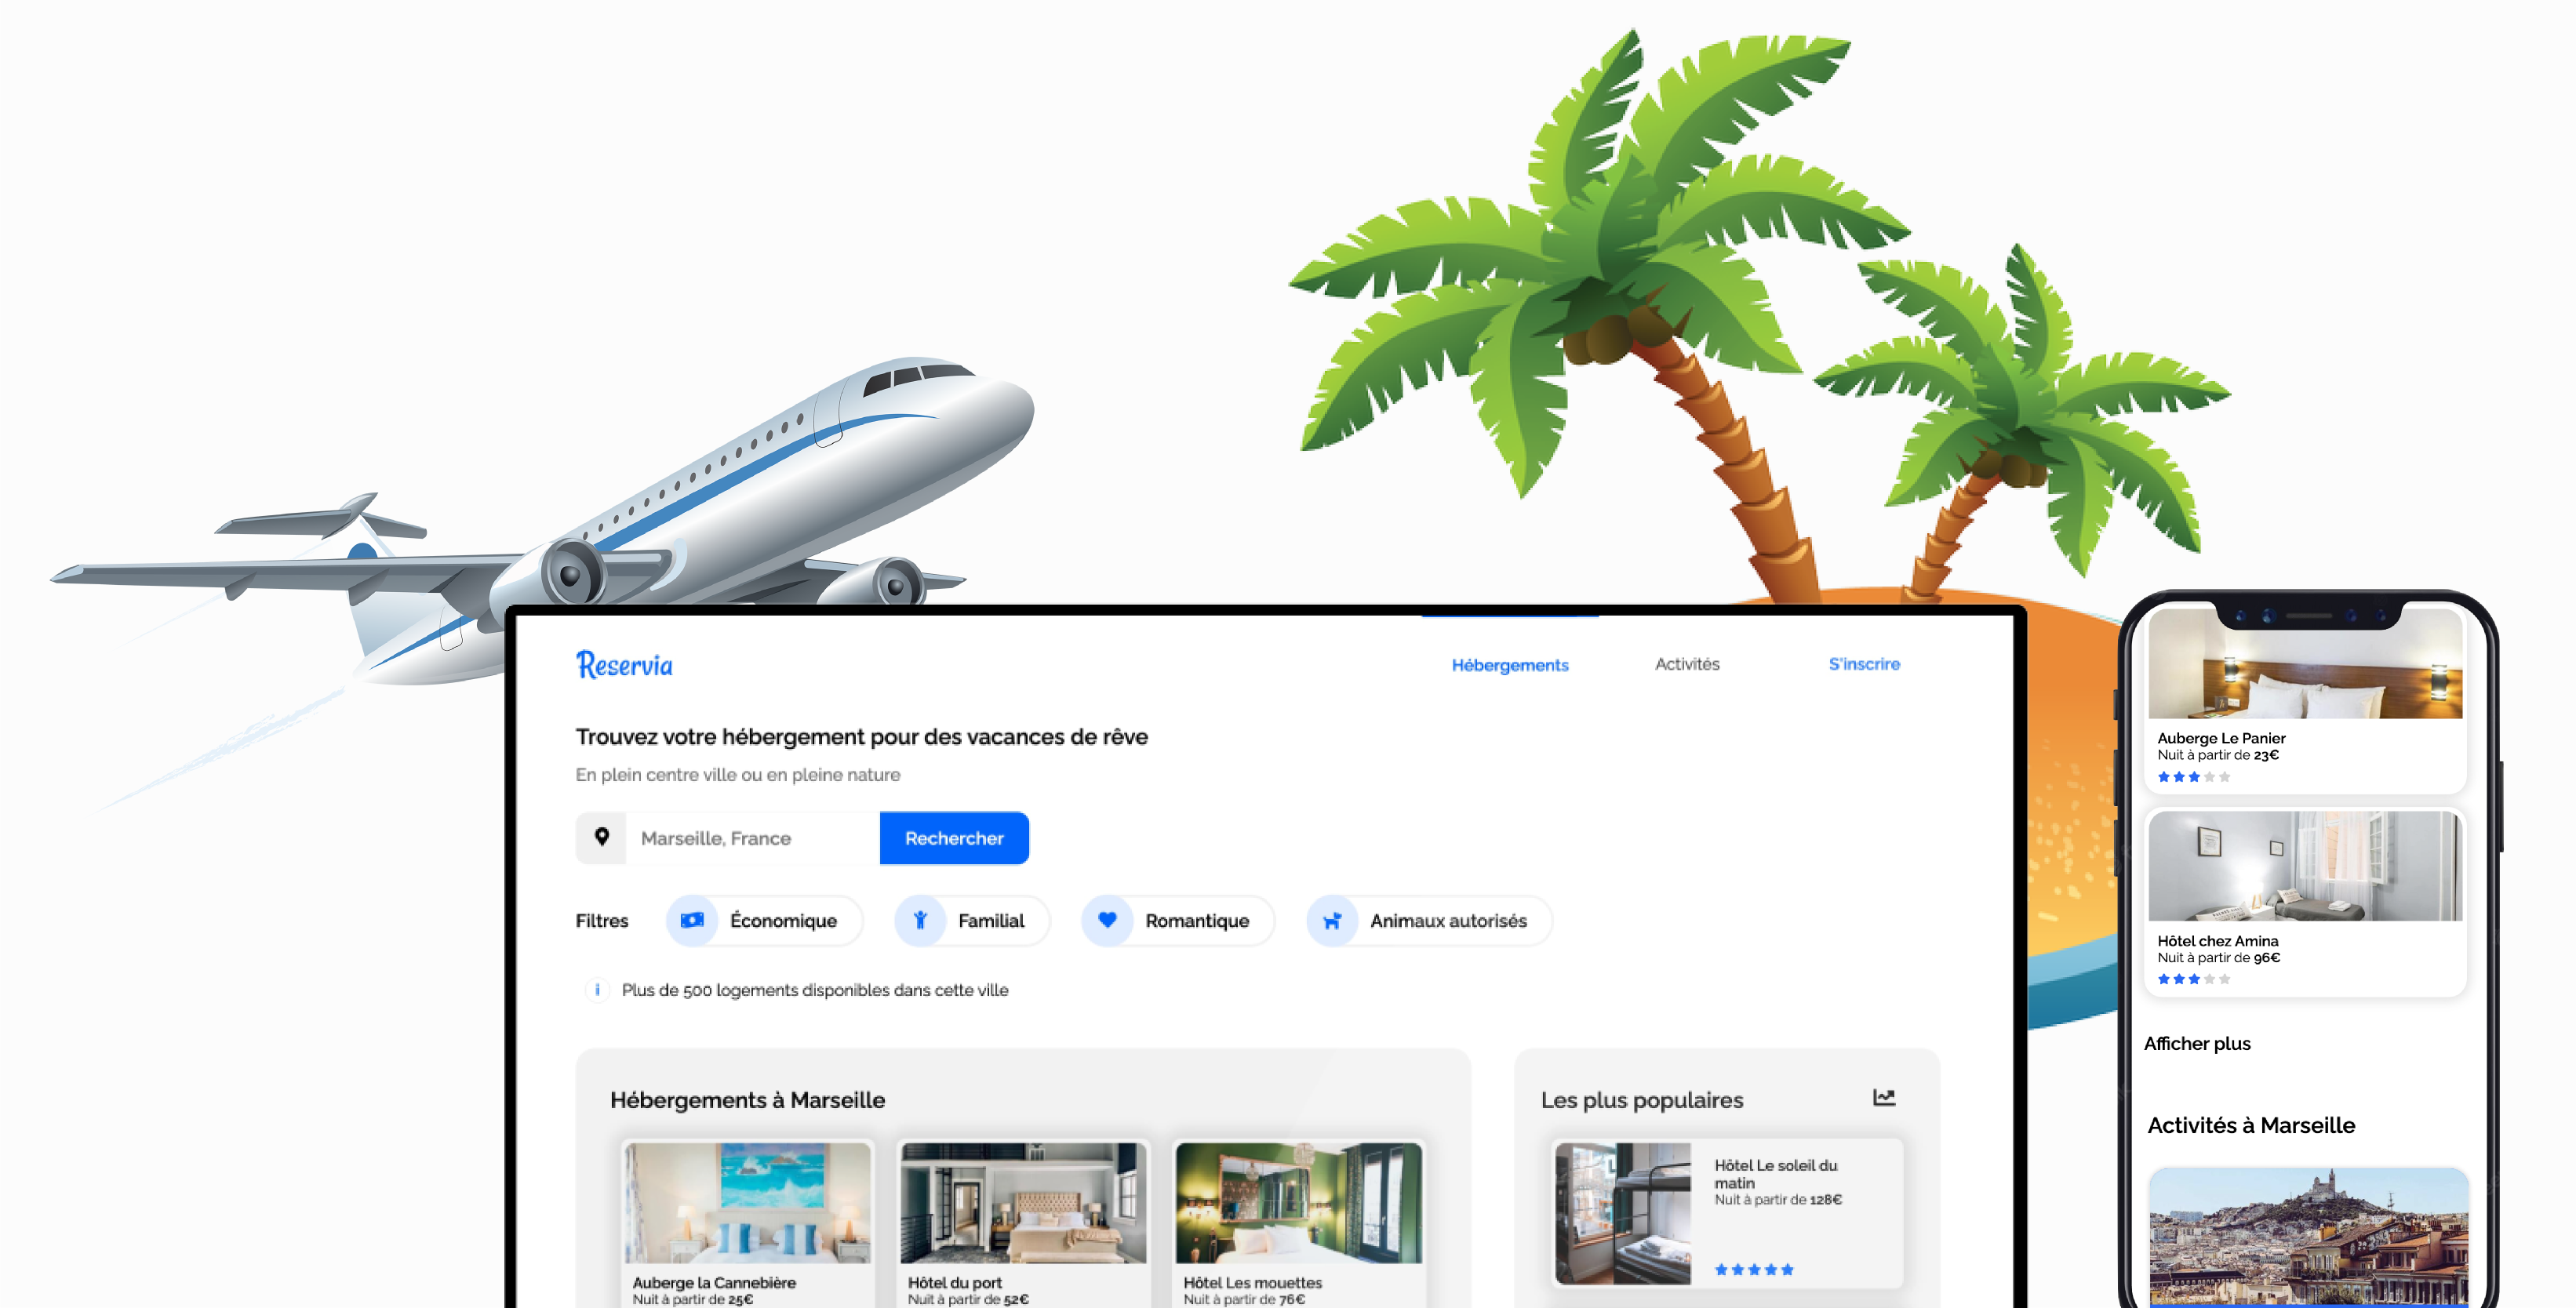 Reservia
Hébergements
Activités
S'inscrire
Trouvez votre hébergement pour des vacances de rêve
En plein centre ville ou en pleine nature
Marseille, France
Rechercher
Filtres
Économique
Familial
Romantique
Animaux autorisés
Plus de 500 logements disponibles dans cette ville
Hébergements à Marseille
Auberge la Cannebière
Nuit à partir de 25€
Hôtel du port
Nuit à partir de 52€
Hôtel Les mouettes
Nuit à partir de 76€
Les plus populaires
Hôtel Le soleil du
matin
Nuit à partir de 128€
Auberge Le Panier
Nuit à partir de 23€
Hôtel chez Amina
Nuit à partir de 96€
Afficher plus
Activités à Marseille